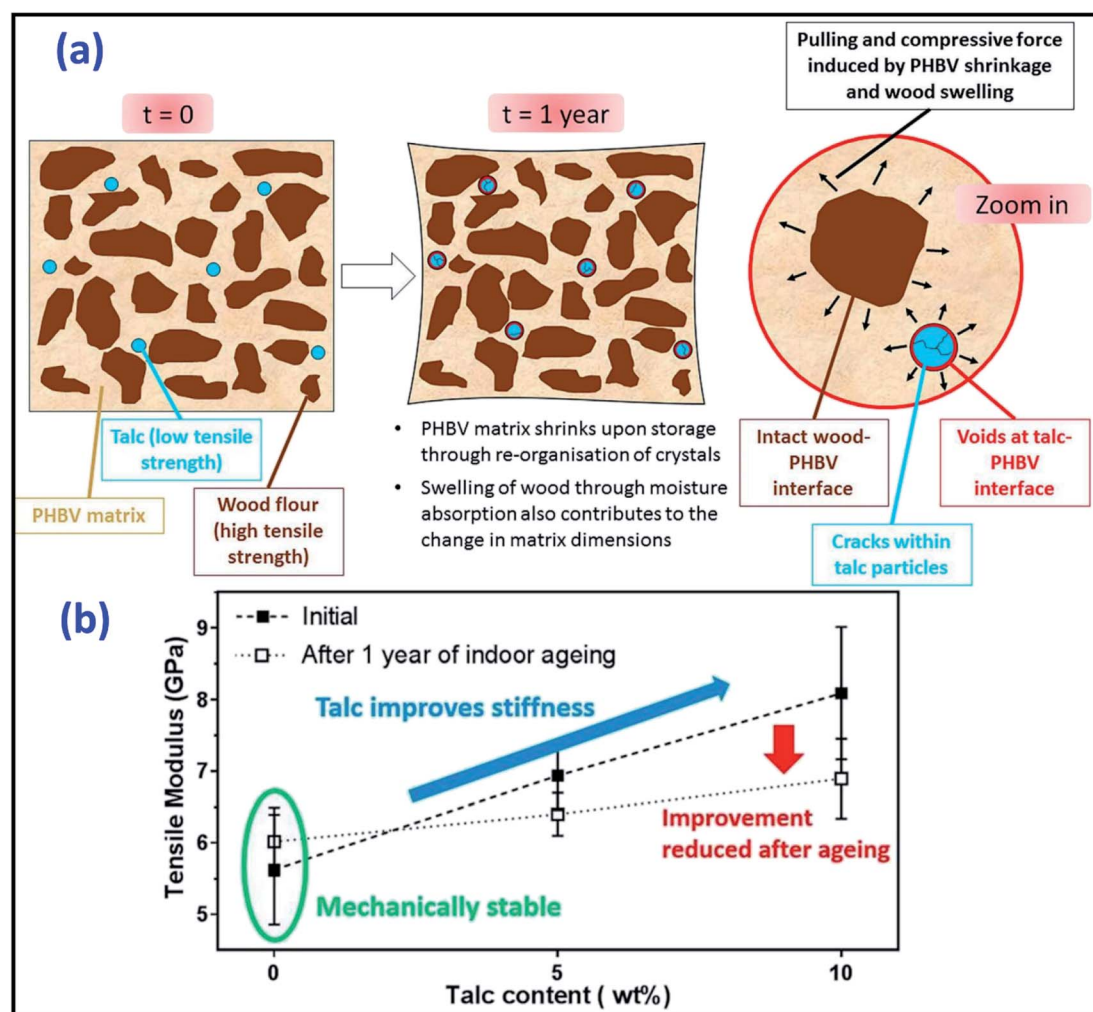 (a)
t = 0
t = 1 year
Pulling and compressive force
induced by PHBV shrinkage
and wood swelling
Zoom in
Talc (low tensile
strength)
PHBV matrix
Wood flour
(high tensile
strength)
• PHBV matrix shrinks upon storage
through re-organisation of crystals
• Swelling of wood through moisture
absorption also contributes to the
change in matrix dimensions
Intact wood-
PHBV
interface
Voids at talc-
PHBV
interface
Cracks within
talc particles
(b)
Initial
After 1 year of indoor ageing
Talc improves stiffness
Improvement
reduced after ageing
Mechanically stable
Tensile Modulus (GPa)
9
8
7
6
5
0
5
10
Talc content ( wt%)